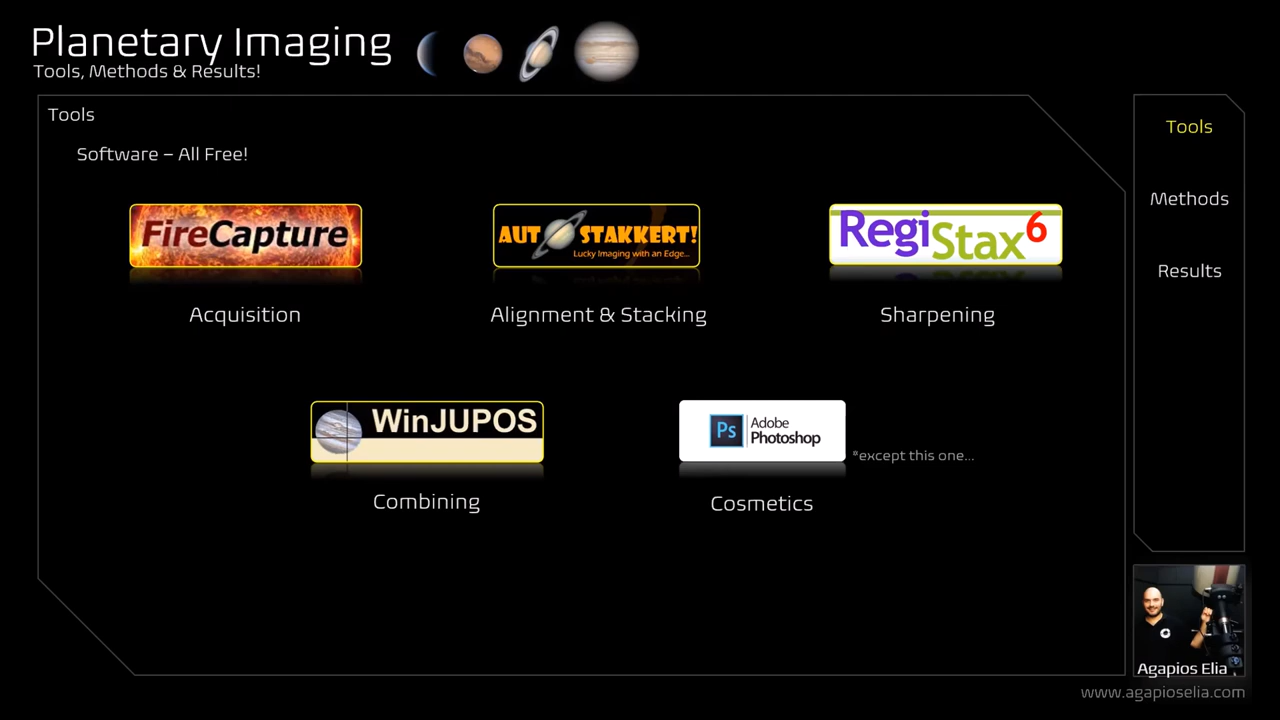 Planetary Imaging
Tools, Methods & Results!
Tools
Software – All Free!
FireCapture
AUTOSTAKKERT!
Lucky Imaging with an Edge...
RegiStax6
Acquisition
Alignment & Stacking
Sharpening
WinJUPOS
Ps
Adobe
Photoshop
*except this one...
Combining
Cosmetics
Tools
Methods
Results
Agapios Elia
www.agapioselia.com